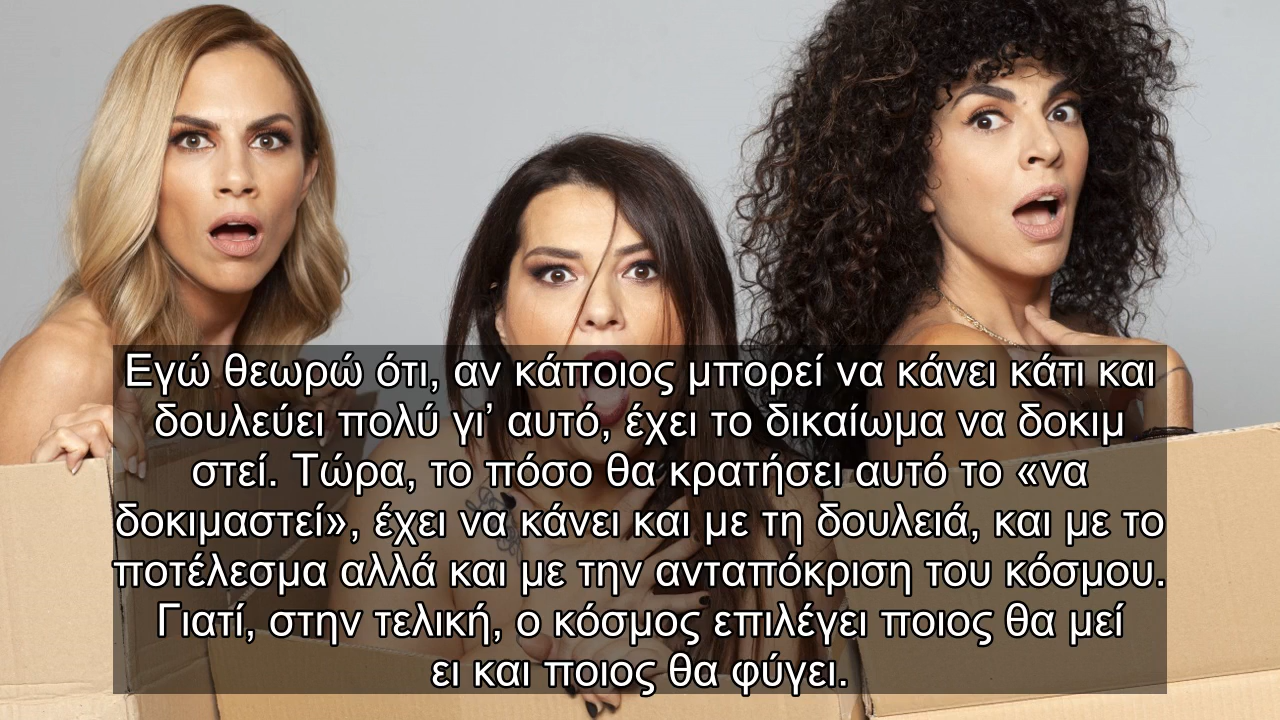 Εγώ θεωρώ ότι, αν κάποιος μπορεί να κάνει κάτι και
δουλεύει πολύ γι’ αυτό, έχει το δικαίωμα να δοκιμ
στεί. Τώρα, το πόσο θα κρατήσει αυτό το «να
δοκιμαστεί», έχει να κάνει και με τη δουλειά, και με το
ποτέλεσμα αλλά και με την ανταπόκριση του κόσμου.
Γιατί, στην τελική, ο κόσμος επιλέγει ποιος θα μεί
ει και ποιος θα φύγει.